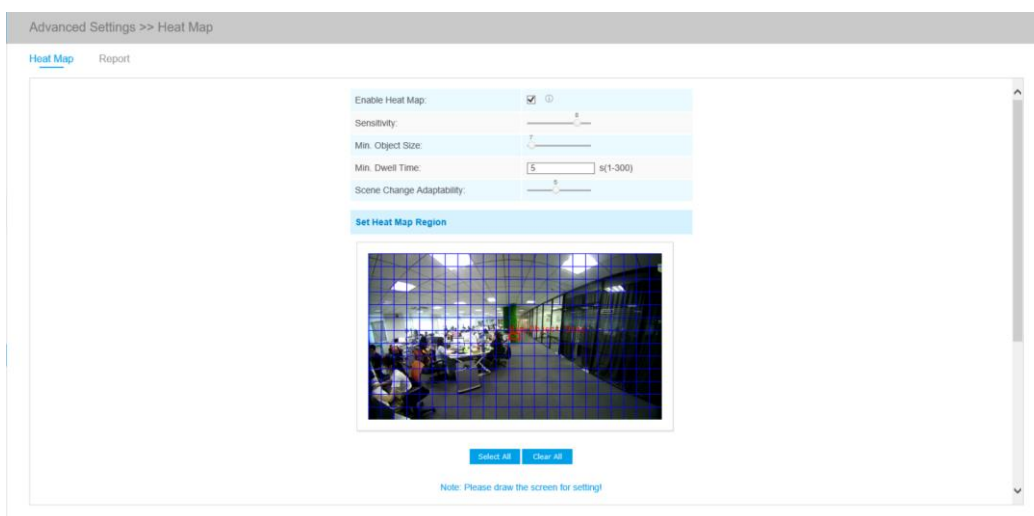 Advanced Settings >> Heat Map
Heat Map Report
Enable Heat Map:
Sensitivity:
Min. Object Size:
Min. Dwell Time: 5 s(1-300)
Scene Change Adaptability:
Set Heat Map Region
Select All Clear All
Note: Please draw the screen for setting!